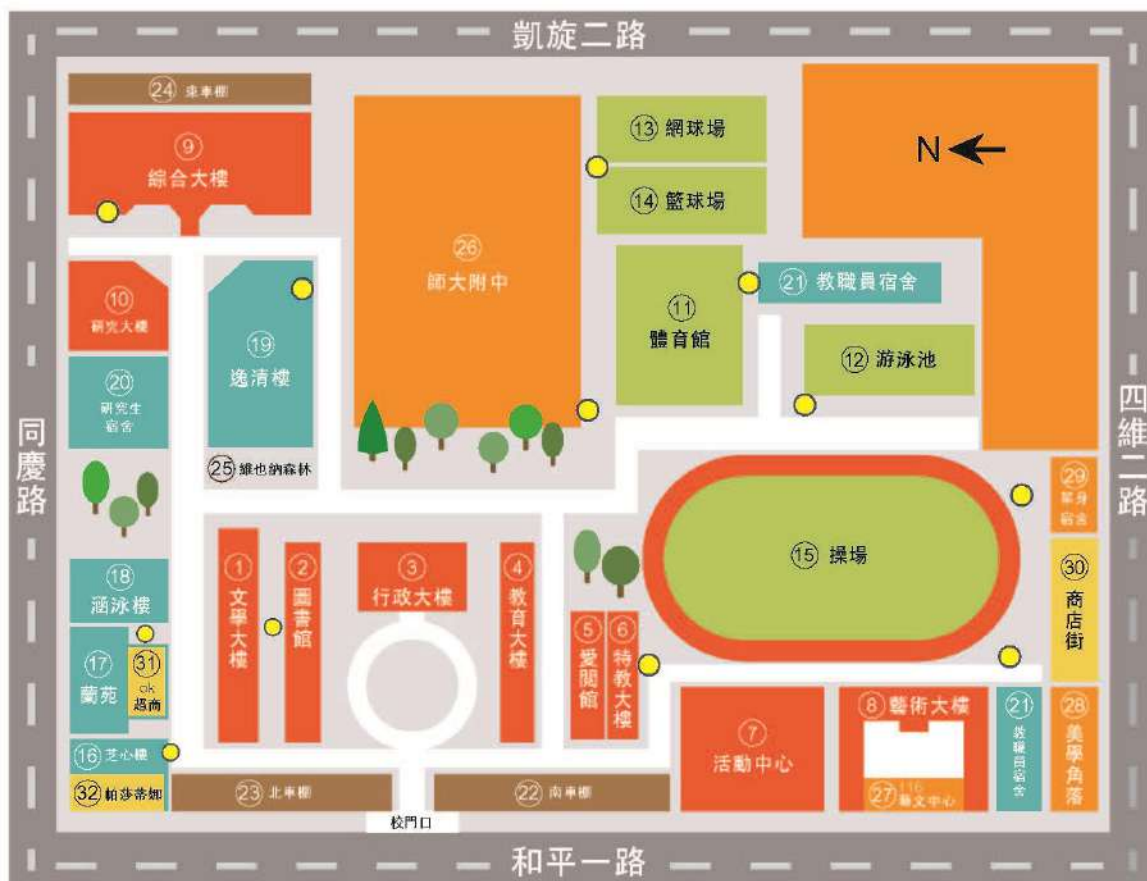 凱旋二路
24 東車棚
9
綜合大樓
26
師大附中
13 網球場
14 籃球場
N
10
研究大樓
19
逸清樓
20
研究生
宿舍
25 維也納森林
11
體育館
21 教職員宿舍
12 游泳池
同慶路
四維二路
18
涵泳樓
17
蘭苑
31
ok
超商
16 芝心樓
32 帕莎蒂娜
1
文學大樓
2
圖書館
3
行政大樓
4
教育大樓
5
愛閱館
6
特教大樓
15 操場
29
單身
宿舍
30
商店街
7
活動中心
8 藝術大樓
116
27 藝文中心
21
教職員宿舍
28
美學角落
23 北車棚
22 南車棚
校門口
和平一路